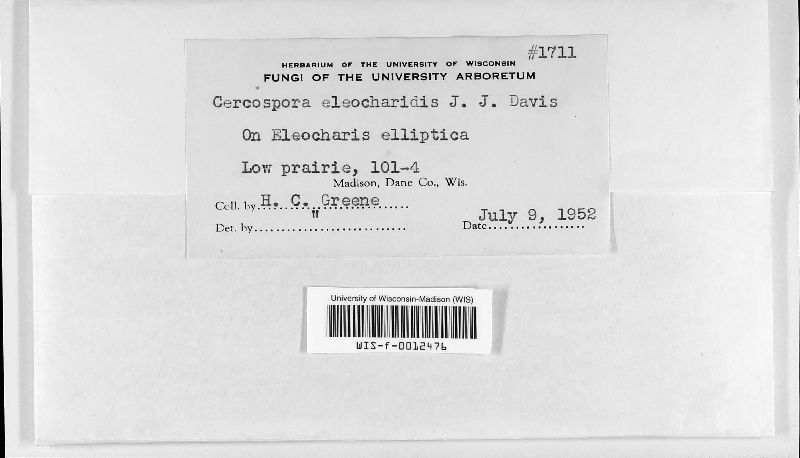 #1711
HERBARIUM OF THE UNIVERSITY OF WISCONSIN
FUNGI OF THE UNIVERSITY ARBORETUM
Cercospora eleocharidis J. J. Davis
On Eleocharis elliptica
Low prairie, 101-4
Madison, Dane Co., Wis.
Coll. by H. C. Greene
"
Det. by
Date July 9, 1952
University of Wisconsin-Madison (WIS)
WIS-f-0012476